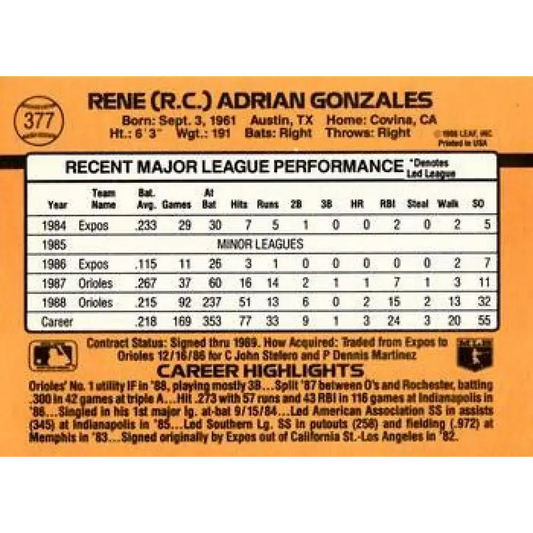 377
RENE (R.C.) ADRIAN GONZALES
Born: Sept. 3, 1961 Austin, TX Home: Covina, CA
Ht.: 6'3" Wgt.: 191 Bats: Right Throws: Right
© 1988 LEAF, INC.
Printed in USA
RECENT MAJOR LEAGUE PERFORMANCE *Denotes Led League
Year Team Name Bat. Avg. Games At Bat Hits Runs 2B 3B HR RBI Steal Walk SO
1984 Expos .233 29 30 7 5 1 0 0 2 0 2 5
1985 MINOR LEAGUES
1986 Expos .115 11 26 3 1 0 0 0 0 0 2 7
1987 Orioles .267 37 60 16 14 2 1 1 7 1 3 11
1988 Orioles .215 92 237 51 13 6 0 2 15 2 13 32
Career .218 169 353 77 33 9 1 3 24 3 20 55
Contract Status: Signed thru 1989. How Acquired: Traded from Expos to
Orioles 12/16/86 for C John Stefero and P Dennis Martinez
MLB
CAREER HIGHLIGHTS
Orioles' No. 1 utility IF in '88, playing mostly 3B...Split '87 between O's and Rochester, batting
.300 in 42 games at triple A...Hit .273 with 57 runs and 43 RBI in 116 games at Indianapolis in
'86...Singled in his 1st major lg. at-bat 9/15/84...Led American Association SS in assists
(345) at Indianapolis in '85...Led Southern Lg. SS in putouts (258) and fielding (.972) at
Memphis in '83...Signed originally by Expos out of California St.-Los Angeles in '82.